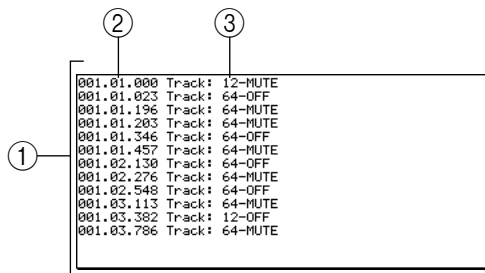 2 3
1
001.01.000 Track: 12-MUTE
001.01.023 Track: 64-OFF
001.01.196 Track: 64-MUTE
001.01.203 Track: 64-MUTE
001.01.346 Track: 64-OFF
001.01.457 Track: 64-MUTE
001.02.130 Track: 64-OFF
001.02.276 Track: 64-MUTE
001.02.548 Track: 64-OFF
001.03.113 Track: 64-MUTE
001.03.382 Track: 12-OFF
001.03.786 Track: 64-MUTE